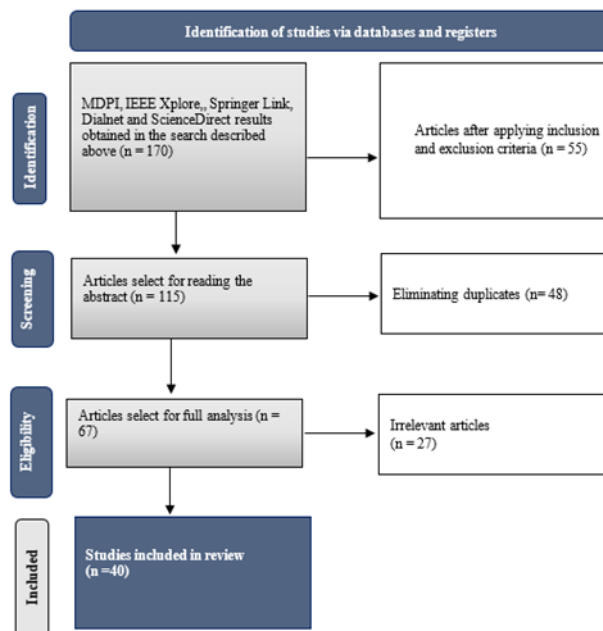 Identification of studies via databases and registers
Identification
MDPI, IEEE Xplore,, Springer Link,
Dialnet and ScienceDirect results
obtained in the search described
above (n = 170)
Articles after applying inclusion
and exclusion criteria (n = 55)
Screening
Articles select for reading the
abstract (n = 115)
Eliminating duplicates (n= 48)
Eligibility
Articles select for full analysis (n =
67)
Irrelevant articles
(n = 27)
Included
Studies included in review
(n =40)